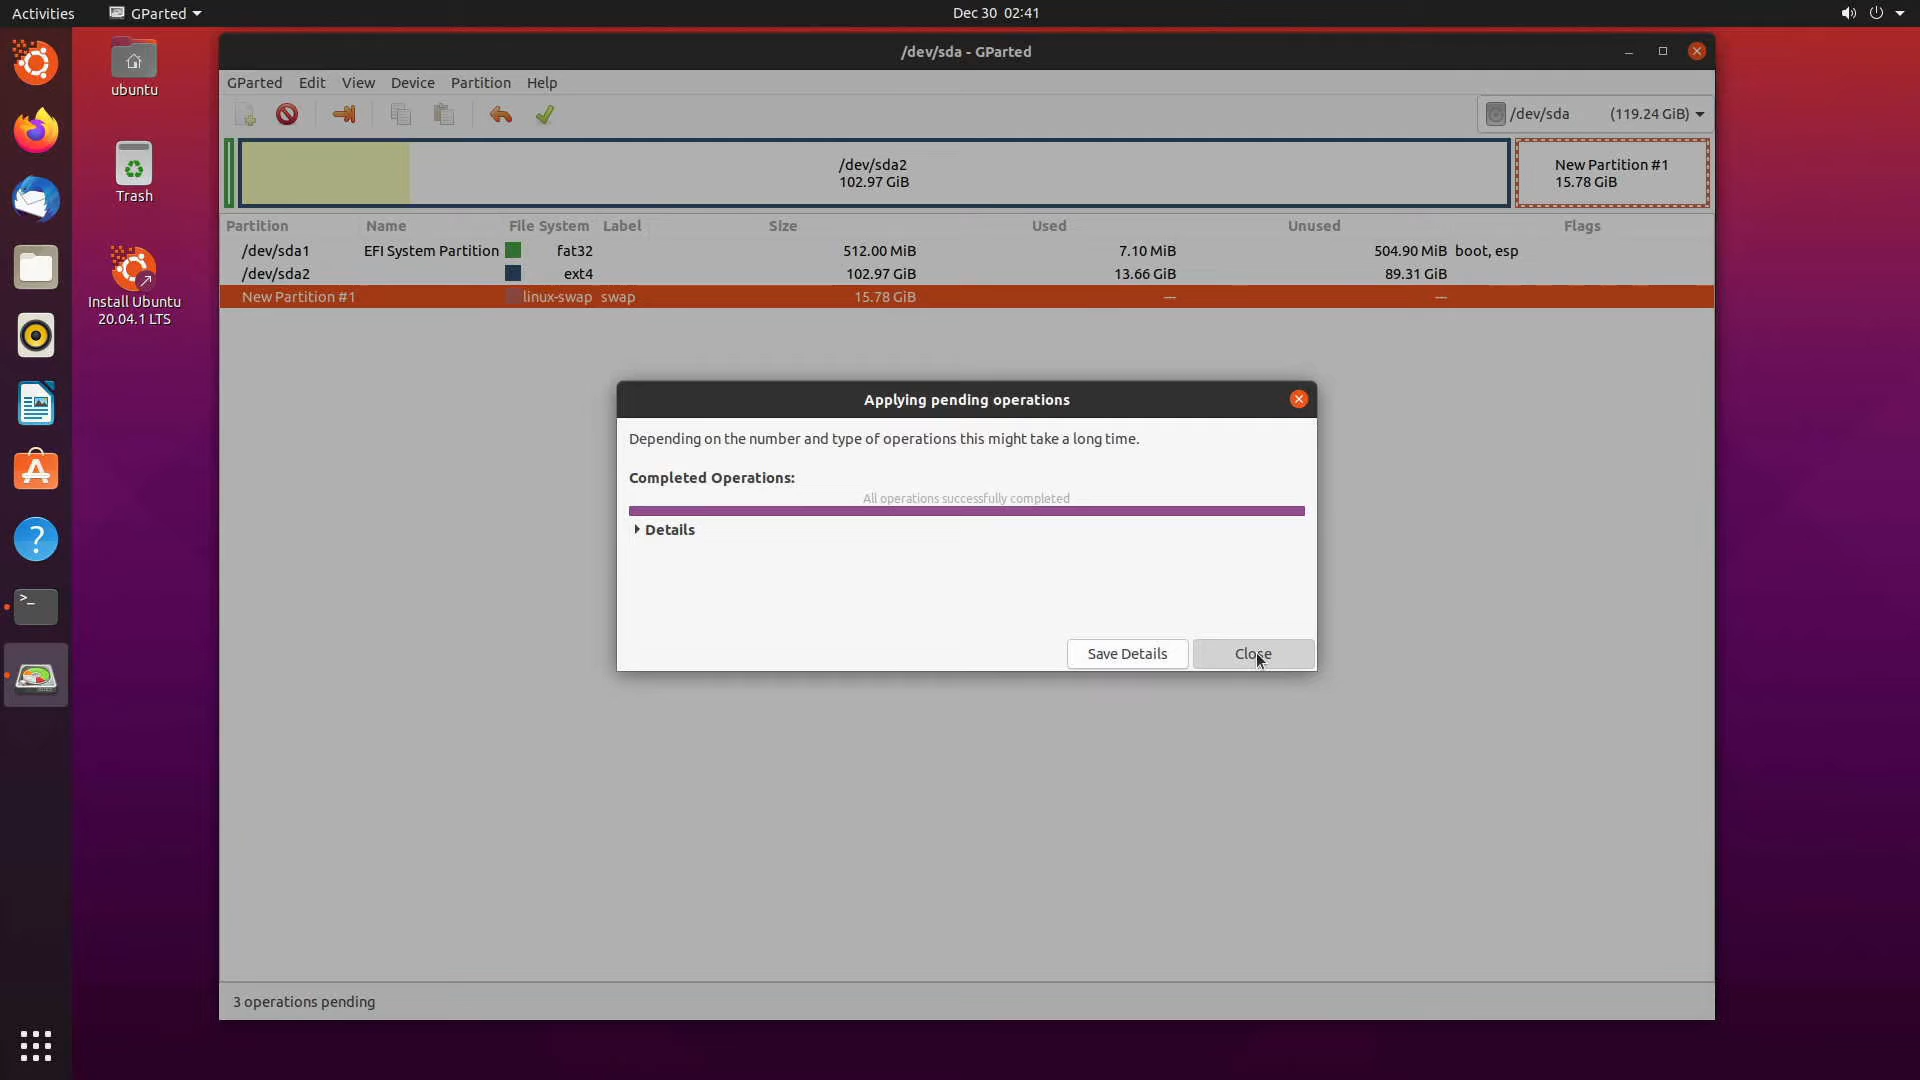 Activities
GParted
Dec 30 02:41
ubuntu
Trash
Install Ubuntu
20.04.1 LTS
/dev/sda - GParted
GParted Edit View Device Partition Help
/dev/sda (119.24 GiB)
/dev/sda2
102.97 GiB
New Partition #1
15.78 GiB
Partition Name File System Label Size Used Unused Flags
/dev/sda1 EFI System Partition fat32 512.00 MiB 7.10 MiB 504.90 MiB boot, esp
/dev/sda2 ext4 102.97 GiB 13.66 GiB 89.31 GiB
New Partition #1 linux-swap swap 15.78 GiB --- ---
Applying pending operations
Depending on the number and type of operations this might take a long time.
Completed Operations:
All operations successfully completed
Details
Save Details Close
3 operations pending